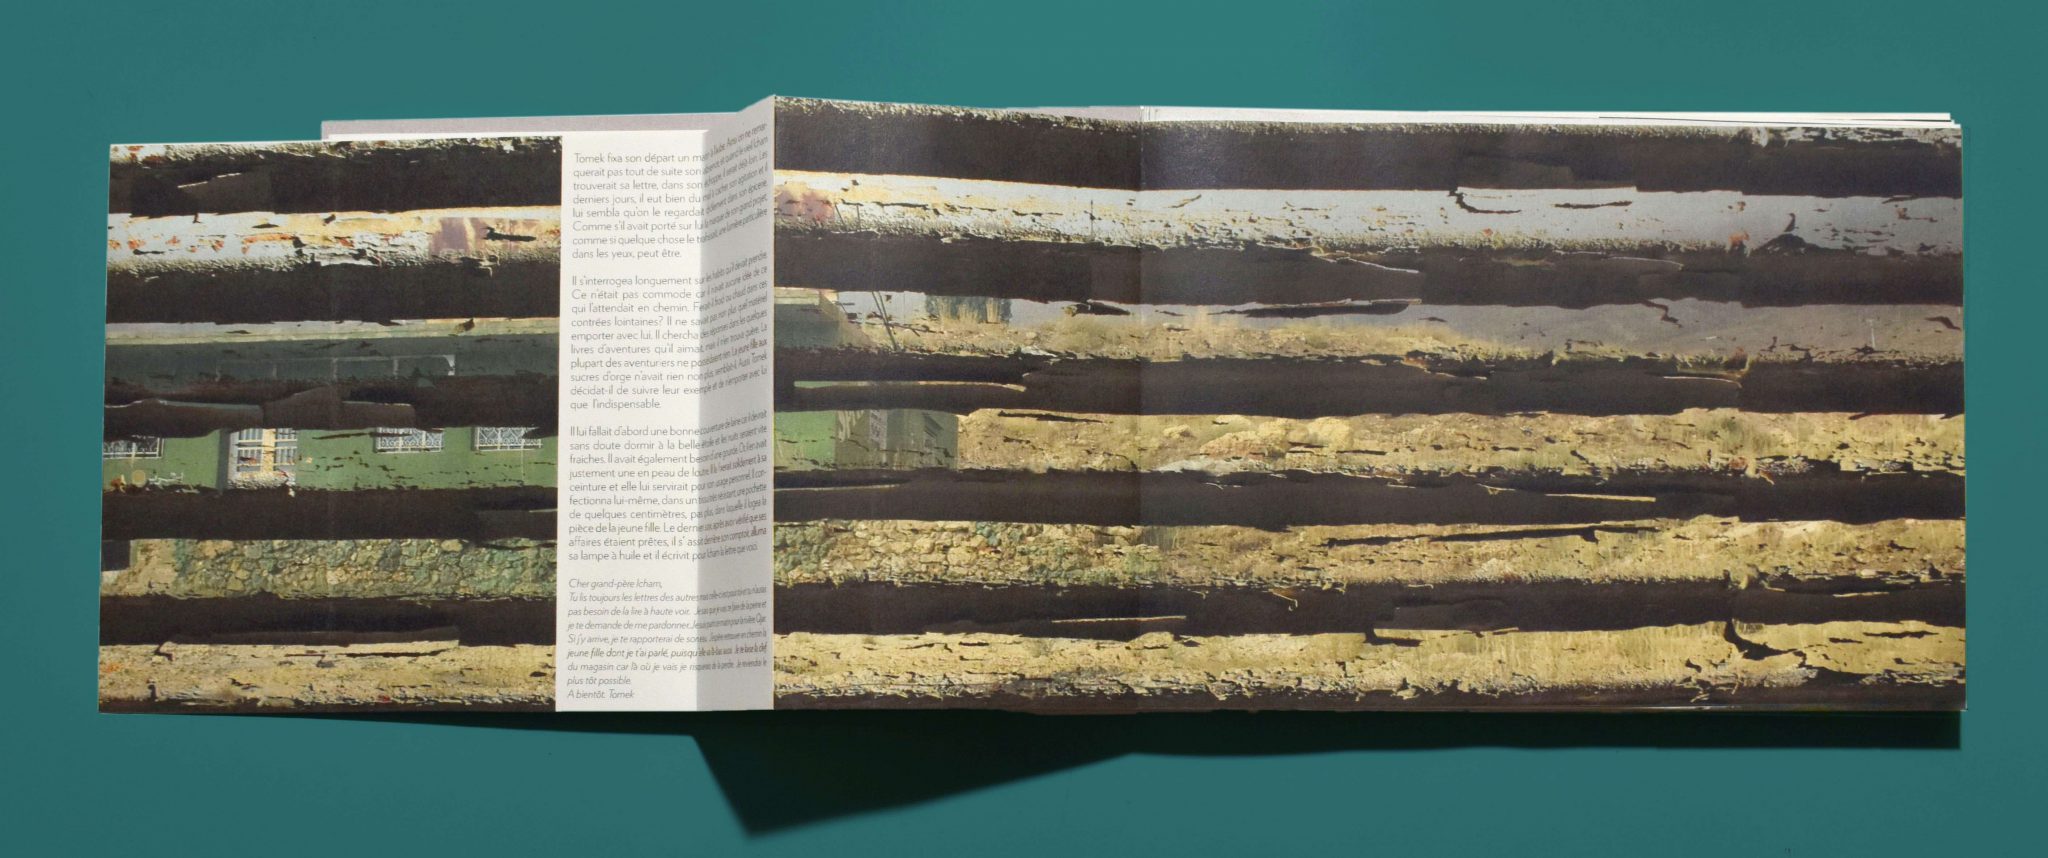 Tomek fixa son départ un matin à l'aube. Ainsi on ne remar-
querait pas tout de suite son absence, et quand le vieil Icham
trouverait sa lettre, dans son échoppe, il serait déjà loin. Les
derniers jours, il eut bien du mal à cacher son agitation et il
lui sembla qu'on le regardait drôlement dans son épicerie.
Comme s'il avait porté sur lui la marque de son grand projet,
comme si quelque chose le trahissait, une lumière particulière
dans les yeux, peut être.
Il s'interrogea longuement sur les habits qu'il devait prendre.
Ce n'était pas commode car il n'avait aucune idée de ce
qui l'attendait en chemin. Ferait-il froid ou chaud dans ces
contrées lointaines? Il ne savait pas non plus quel matériel
emporter avec lui. Il chercha des réponses dans les quelques
livres d'aventures qu'il aimait, mais il n'en trouva guère. La
plupart des aventuriers ne possédaient rien. La jeune fille aux
sucres d'orge n'avait rien non plus semblait-il. Aussi Tomek
décidat-il de suivre leur exemple et de n'emporter avec lui
que l'indispensable.
Il lui fallait d'abord une bonne couverture de laine car il devrait
sans doute dormir à la belle étoile et les nuits seraient vite
fraiches. Il avait également besoin d'une gourde. Or il en avait
justement une en peau de loutre. Il la solidement à sa
ceinture et elle lui servirait pour son usage personnel. Il con-
fectionna lui-même, dans un tissu très résistant, une pochette
de quelques centimètres, pas plus, dans laquelle il logea la
pièce de la jeune fille. Le dernier soir, après avoir vérifié que ses
affaires étaient prêtes, il s' assit derrière son comptoir, alluma
sa lampe à huile et il écrivit pour Icham la lettre que voici.
Cher grand-père Icham,
Tu lis toujours les lettres des autres mais celle-ci est pour toi et tu n'auras
pas besoin de la lire à haute voir. Je sais que je vais te faire de la peine et
je te demande de me pardonner. Je suis parti ce matin pour la rivière Qjar.
Si j'y arrive, je te rapporterai de son eau. J'espère retrouver en chemin la
jeune fille dont je t'ai parlé, puisqu'elle va là-bas aussi. Je te laisse la clef
du magasin car là où je vais je risquerais de la perdre. Je reviendrai le
plus tôt possible.
A bientôt. Tomek